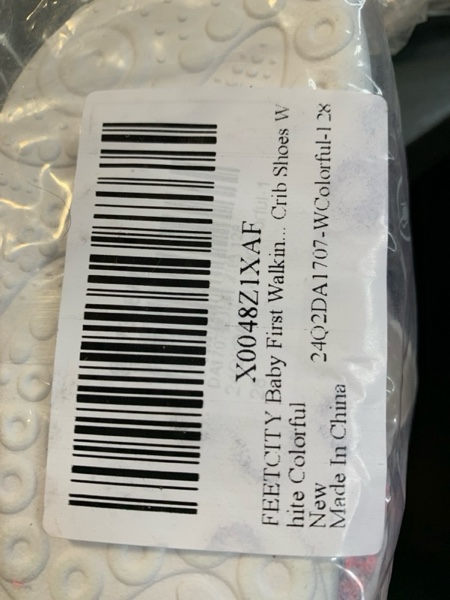 X0048Z1XAF
FEETCITY Baby First Walkin... Crib Shoes W
hite Colorful
New
24Q2DA1707-WColorful-128
Made In China